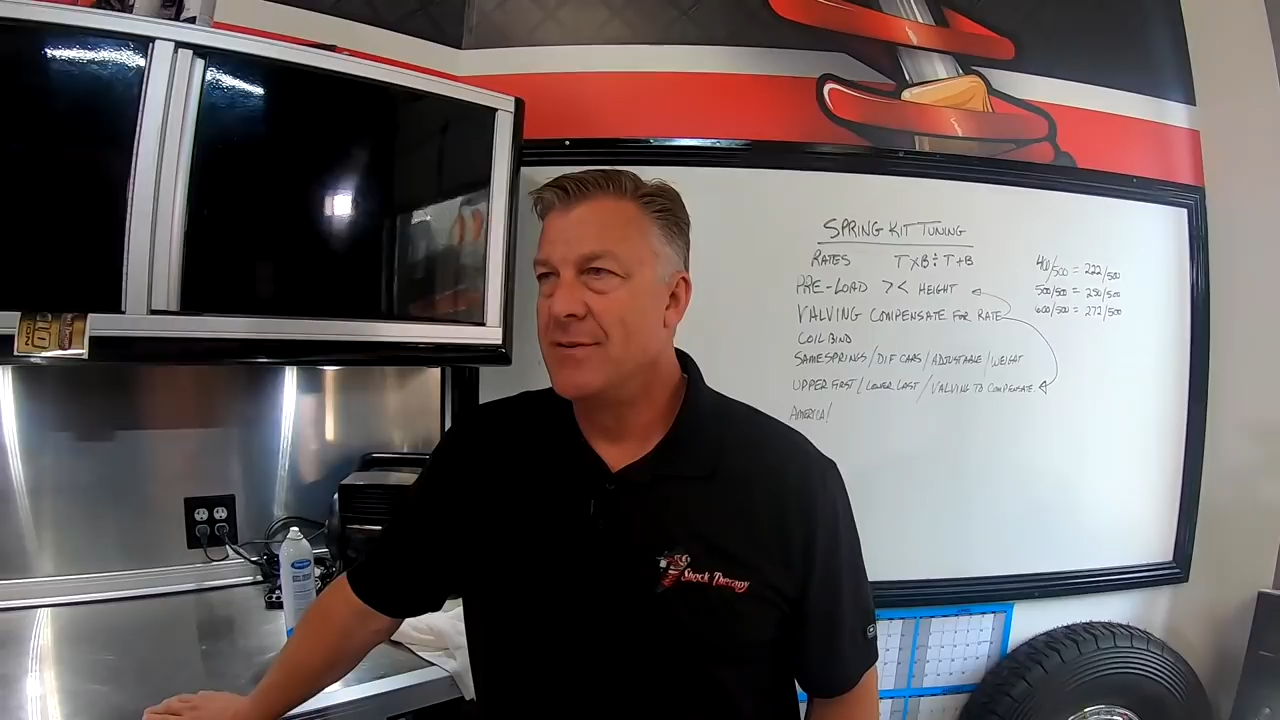 SPRING KIT TUNING
RATES T×B÷T+B
PRE-LOAD >< HEIGHT
VALVING COMPENSATE FOR RATE
COIL BIND
SAME SPRINGS / DIF CARS / ADJUSTABLE / WEIGHT
UPPER FIRST / LOWER LAST / VALVING TO COMPENSATE
AMERICA!
400/500 = 222/500
500/500 = 250/500
600/500 = 272/500
Shock Therapy